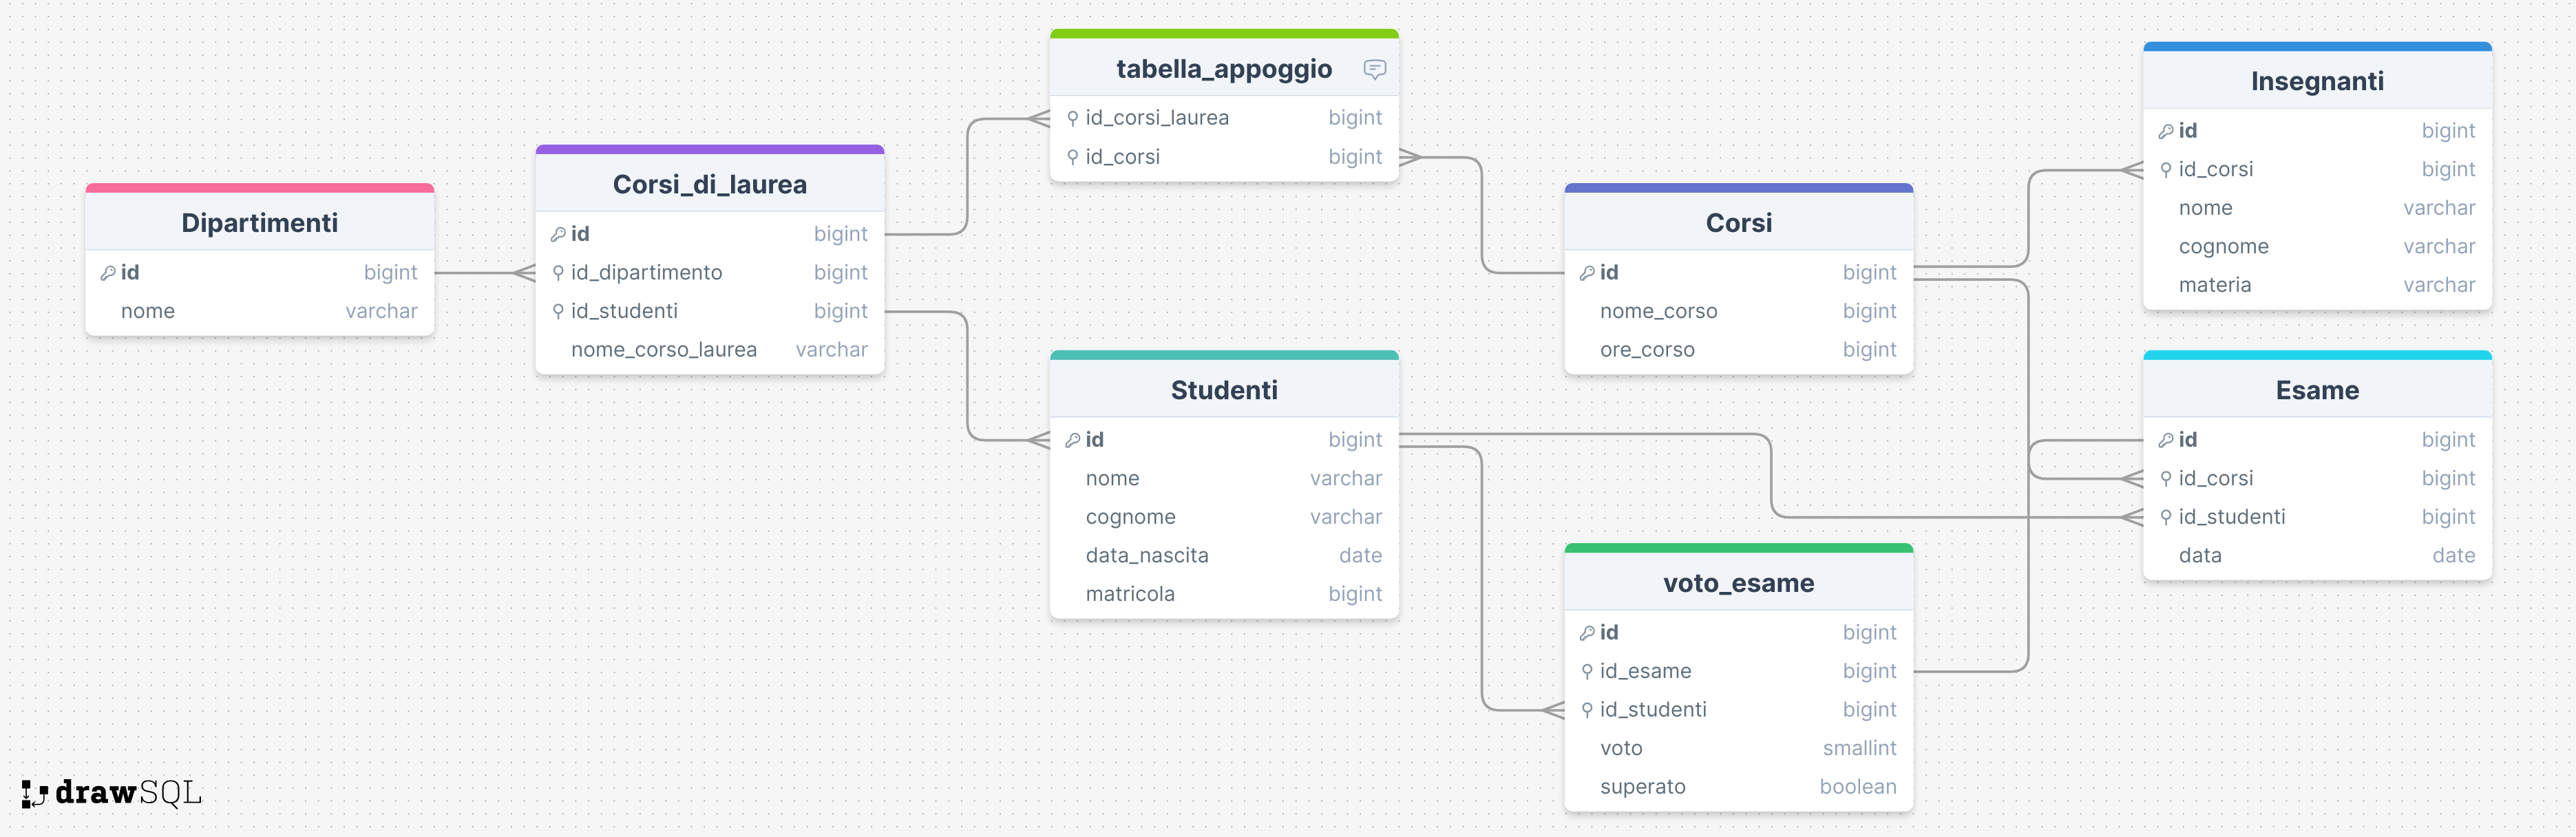 Dipartimenti
id bigint
nome varchar
Corsi_di_laurea
id bigint
id_dipartimento bigint
id_studenti bigint
nome_corso_laurea varchar
tabella_appoggio
id_corsi_laurea bigint
id_corsi bigint
Studenti
id bigint
nome varchar
cognome varchar
data_nascita date
matricola bigint
Corsi
id bigint
nome_corso bigint
ore_corso bigint
voto_esame
id bigint
id_esame bigint
id_studenti bigint
voto smallint
superato boolean
Insegnanti
id bigint
id_corsi bigint
nome varchar
cognome varchar
materia varchar
Esame
id bigint
id_corsi bigint
id_studenti bigint
data date
drawSQL